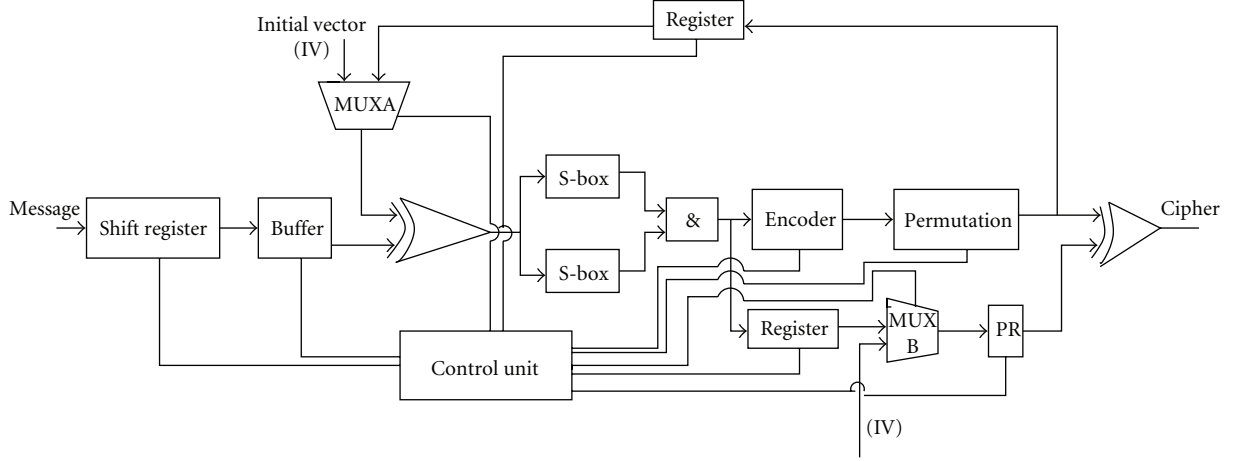 Initial vector
(IV)
Register
MUXA
Message
Shift register
Buffer
S-box
S-box
&
Encoder
Permutation
Cipher
Register
MUX
B
PR
Control unit
(IV)